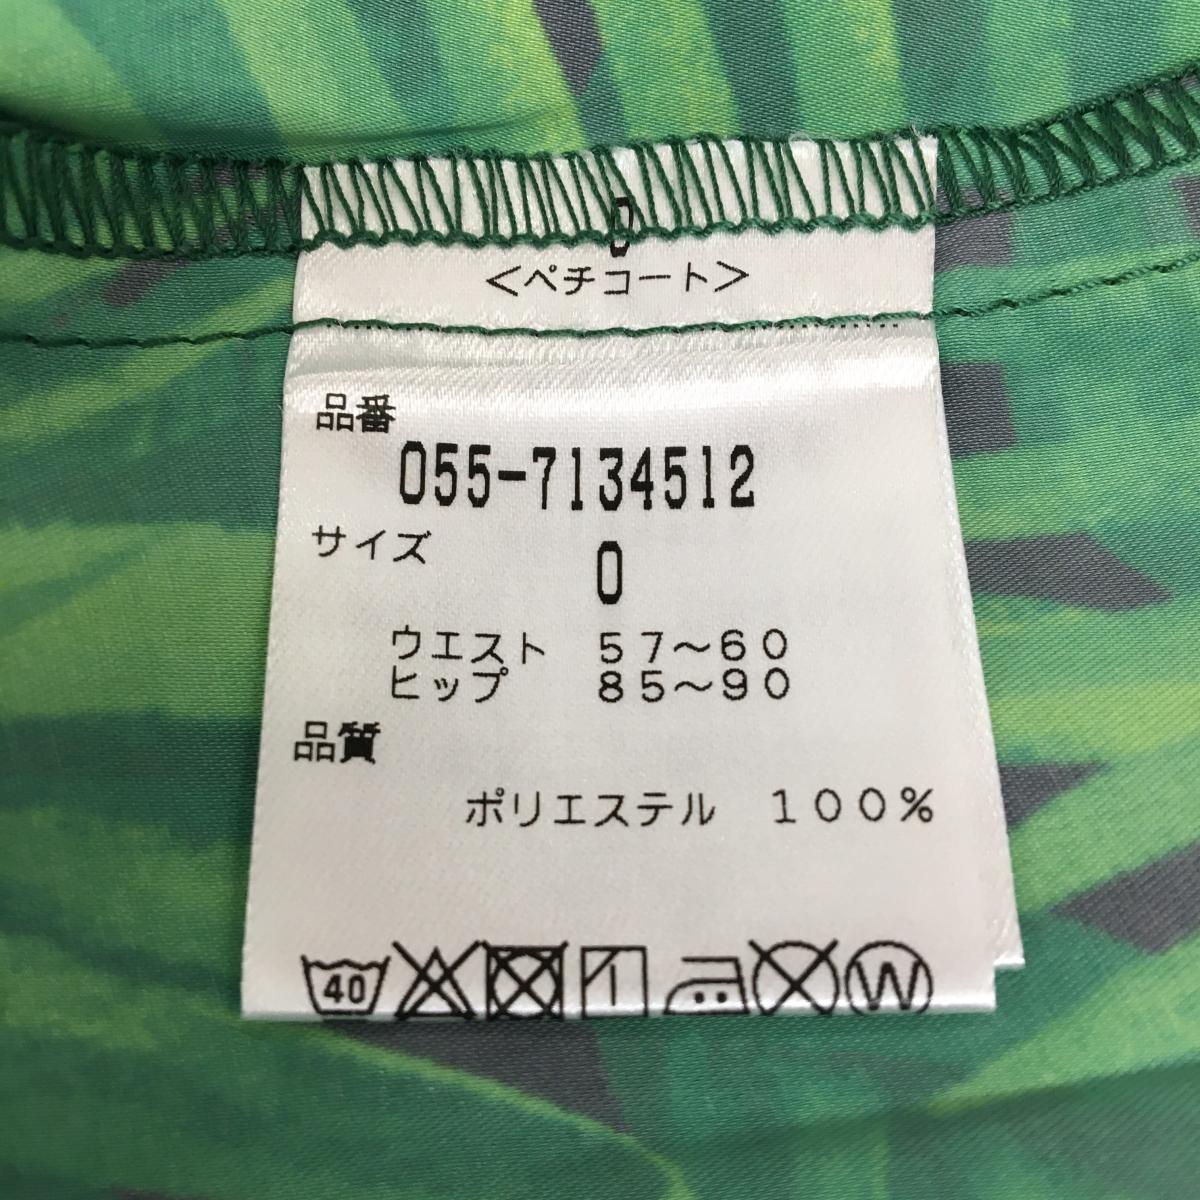 <ペチコート>
品番
055-7134512
サイズ
0
ウエスト 57～60
ヒップ 85～90
品質
ポリエステル 100%
40 W